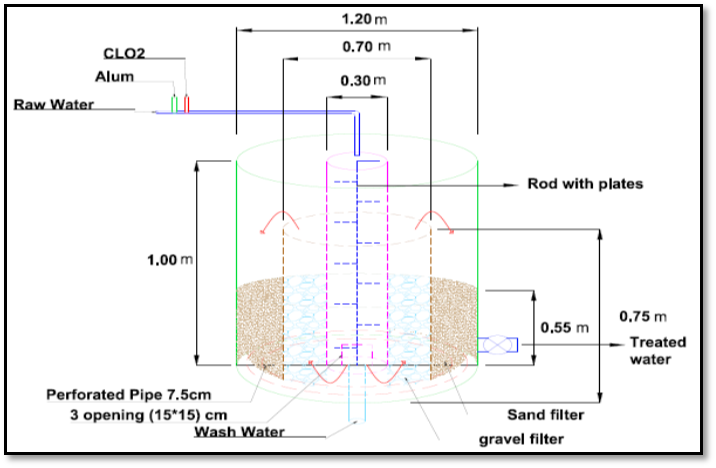 1.20 m
0.70 m
0.30 m
CLO2
Alum
Raw Water
Rod with plates
1.00 m
0.75 m
0.55 m
Treated
water
Perforated Pipe 7.5cm
3 opening (15*15) cm
Wash Water
Sand filter
gravel filter